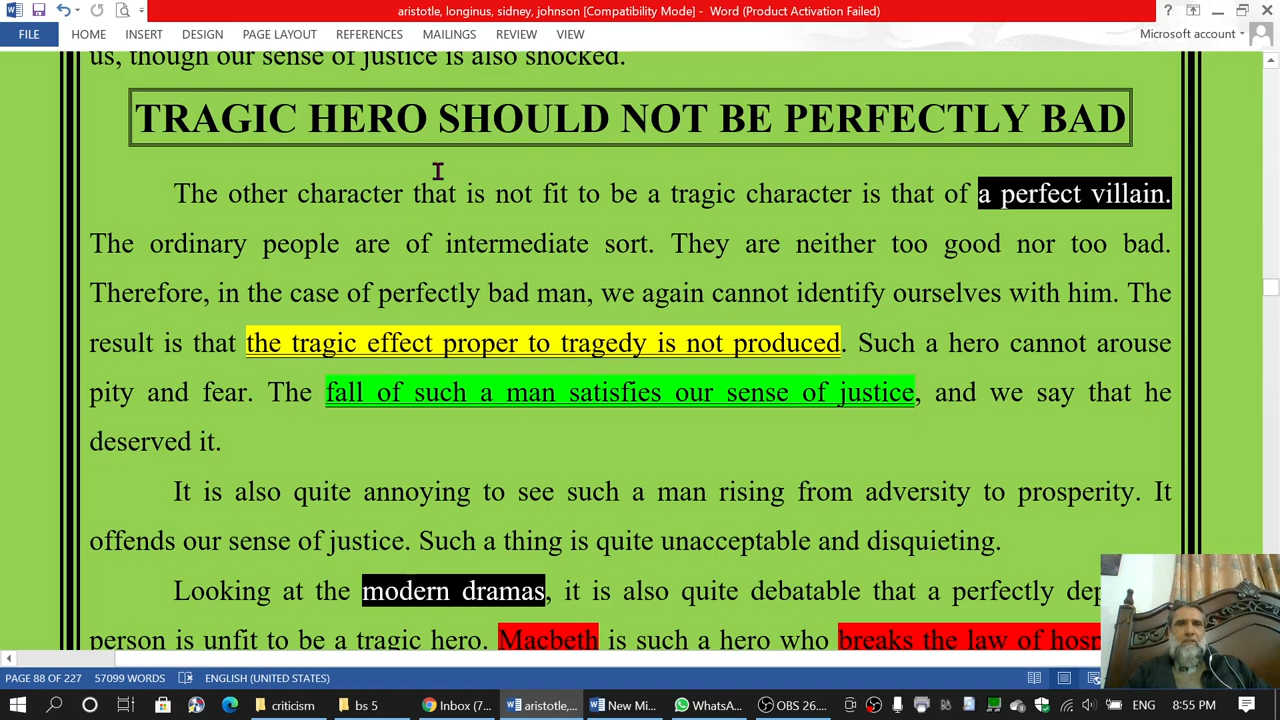 aristotle, longinus, sidney, johnson [Compatibility Mode] - Word (Product Activation Failed)
FILE HOME INSERT DESIGN PAGE LAYOUT REFERENCES MAILINGS REVIEW VIEW Microsoft account
us, though our sense of justice is also shocked.
TRAGIC HERO SHOULD NOT BE PERFECTLY BAD
The other character that is not fit to be a tragic character is that of a perfect villain.
The ordinary people are of intermediate sort. They are neither too good nor too bad.
Therefore, in the case of perfectly bad man, we again cannot identify ourselves with him. The
result is that the tragic effect proper to tragedy is not produced. Such a hero cannot arouse
pity and fear. The fall of such a man satisfies our sense of justice, and we say that he
deserved it.
It is also quite annoying to see such a man rising from adversity to prosperity. It
offends our sense of justice. Such a thing is quite unacceptable and disquieting.
Looking at the modern dramas, it is also quite debatable that a perfectly
person is unfit to be a tragic hero. Macbeth is such a hero who breaks the law of
PAGE 88 OF 227 57099 WORDS ENGLISH (UNITED STATES)
criticism bs 5 Inbox (7... aristotle,... New Mi... WhatsA... OBS 26.... 8:55 PM